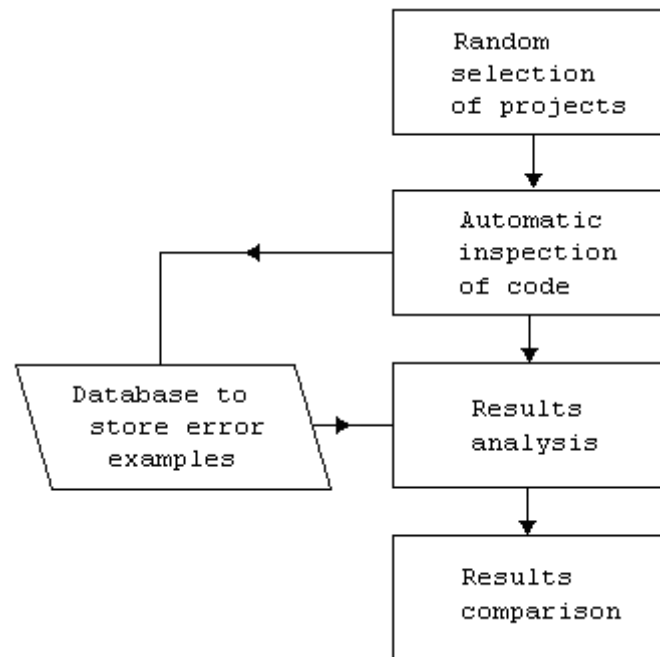 Random
selection
of projects
Automatic
inspection
of code
Database to
store error
examples
Results
analysis
Results
comparison